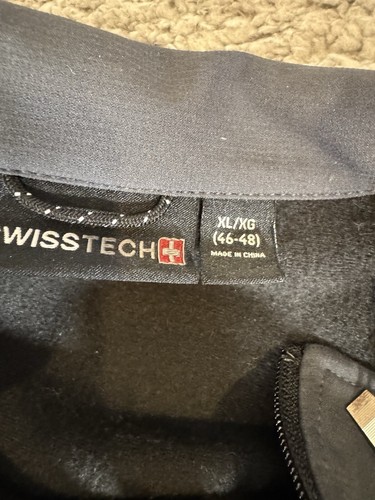 WISSTECH
XL/XG
(46-48)
MADE IN CHINA